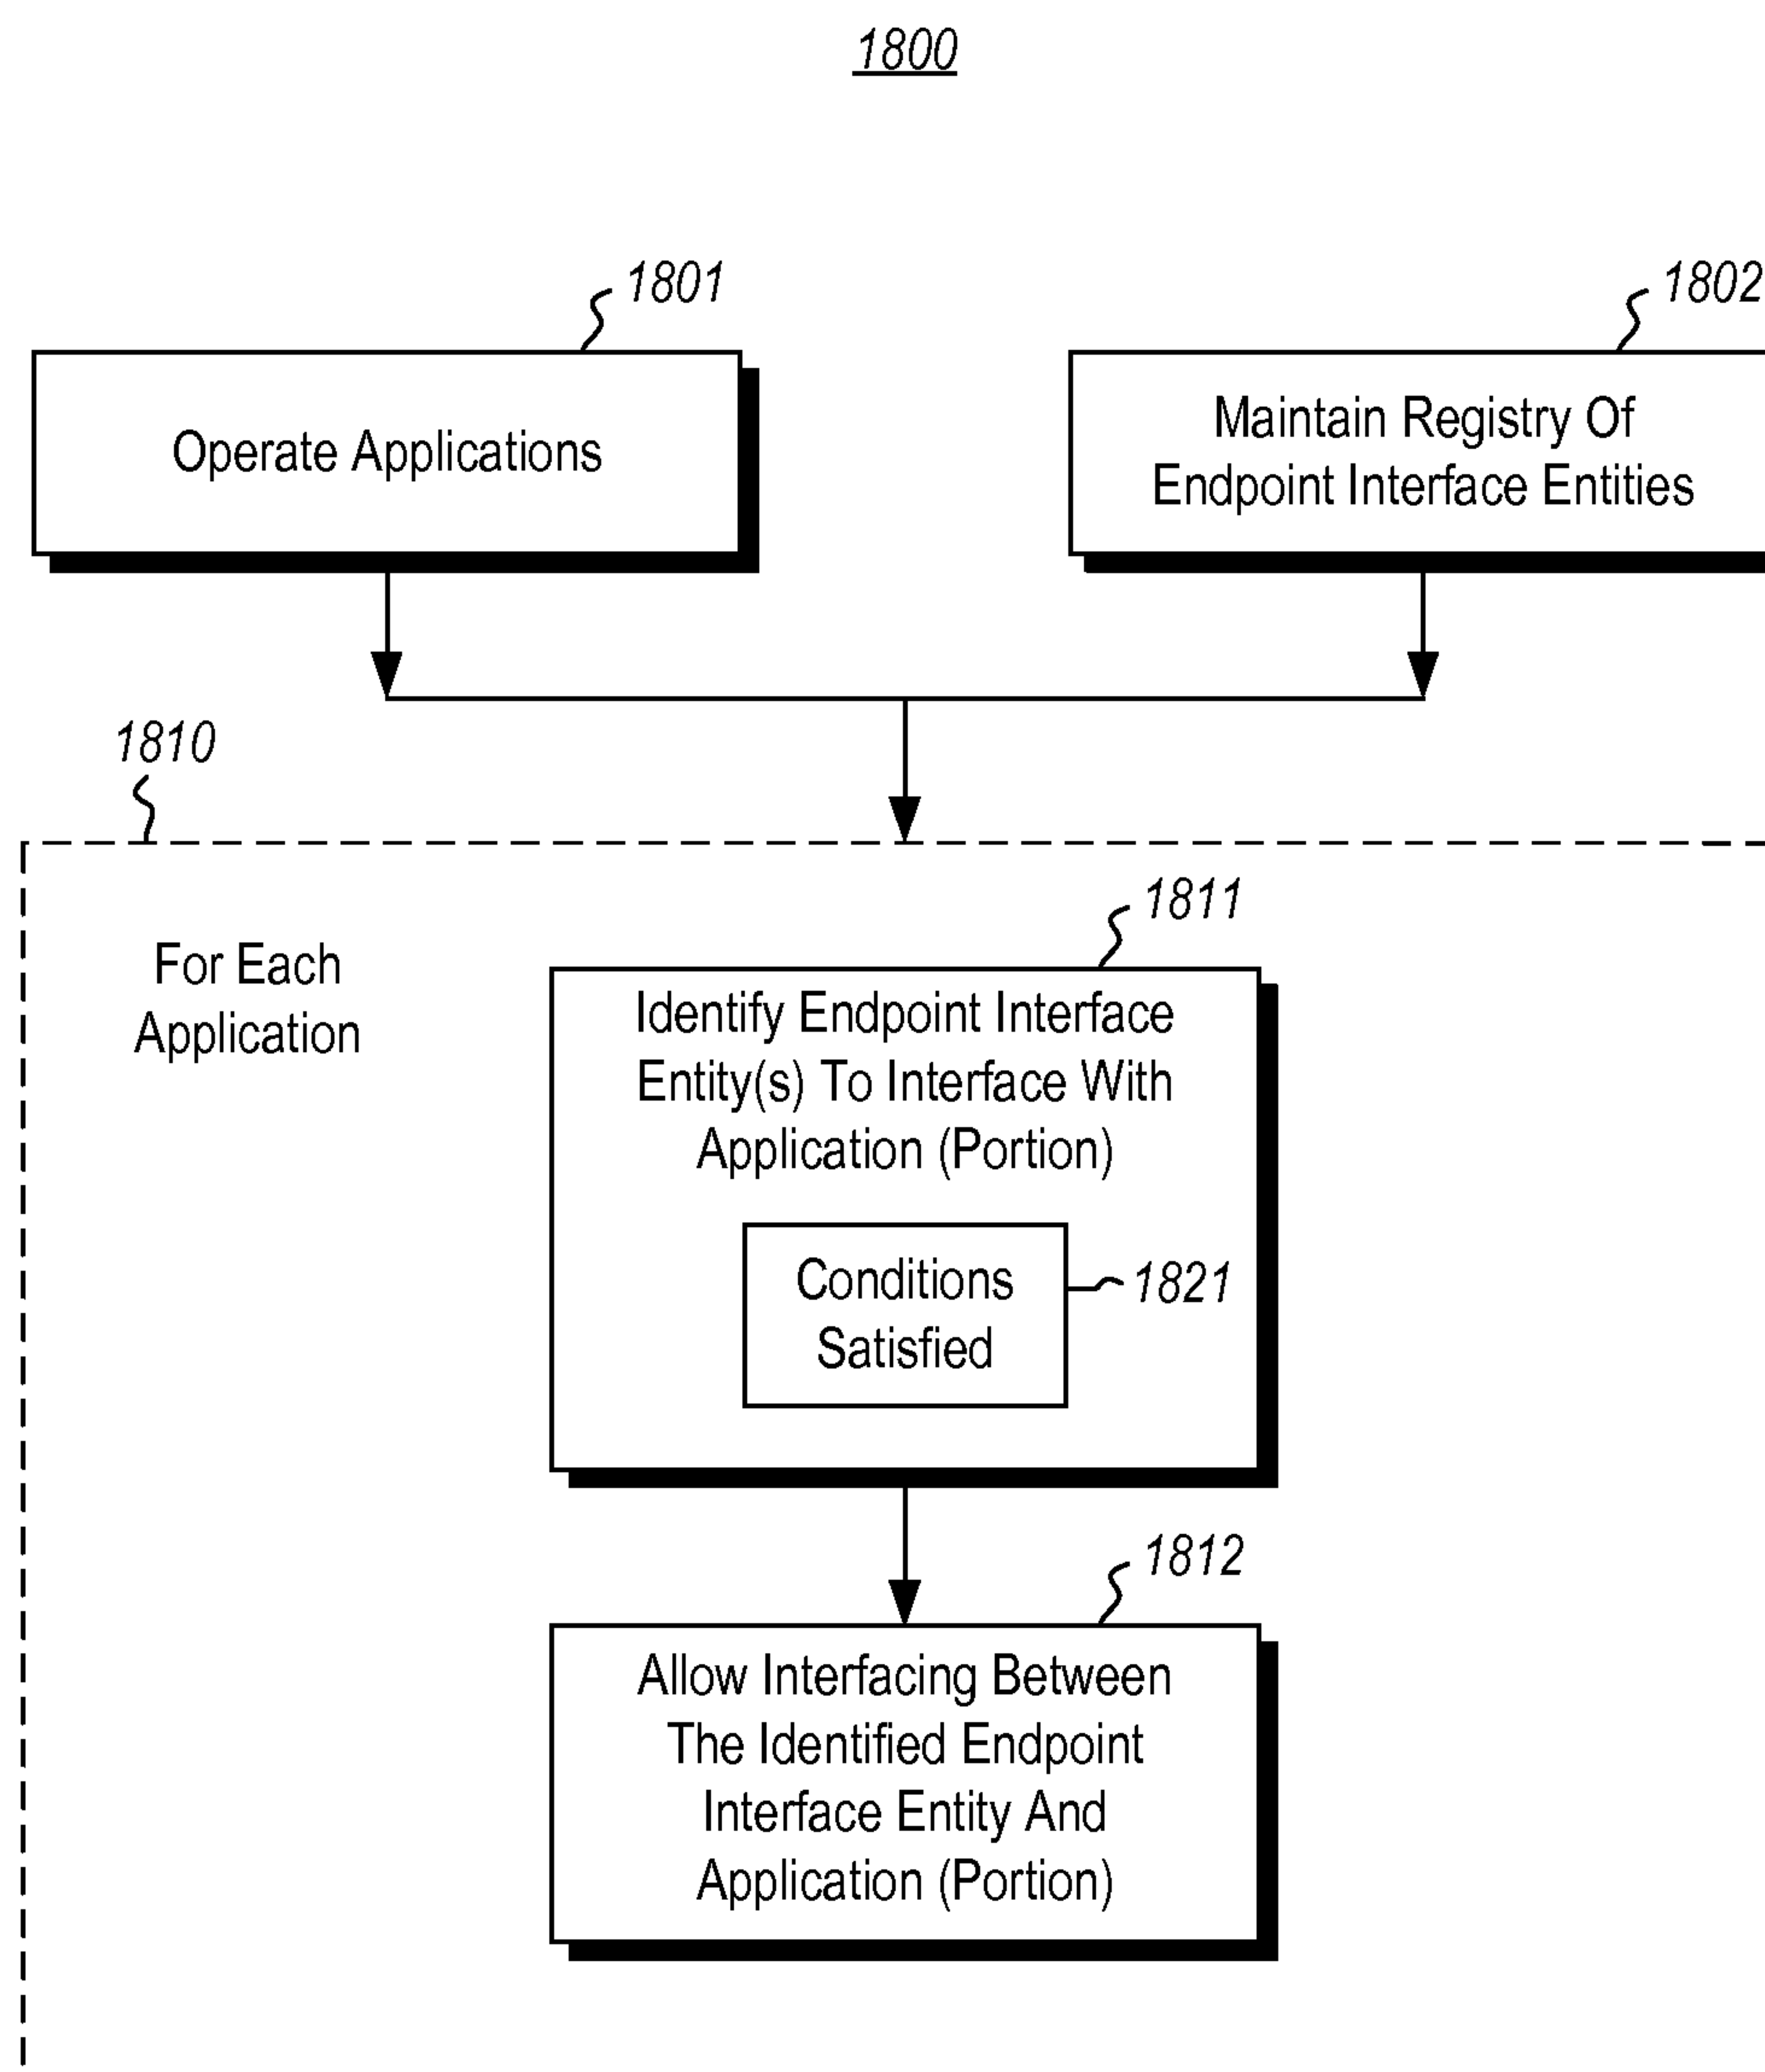 1800
1801
1802
Operate Applications
Maintain Registry Of
Endpoint Interface Entities
1810
1811
For Each
Application
Identify Endpoint Interface
Entity(s) To Interface With
Application (Portion)
Conditions
Satisfied
1821
1812
Allow Interfacing Between
The Identified Endpoint
Interface Entity And
Application (Portion)